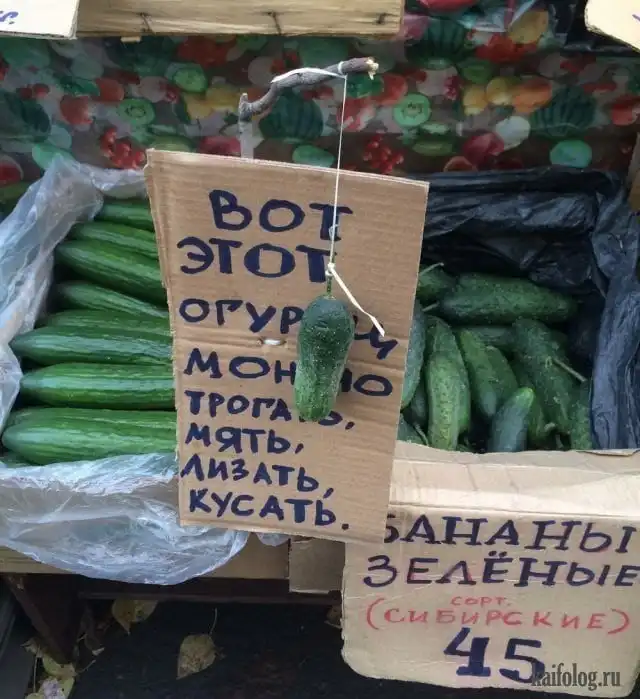 ВОТ
ЭТОТ
ОГУРЕЦ
МОЖНО
ТРОГАТЬ,
МЯТЬ,
ЛИЗАТЬ,
КУСАТЬ.
БАНАНЫ
ЗЕЛЁНЫЕ
СОРТ.
(СИБИРСКИЕ)
45
kaifolog.ru